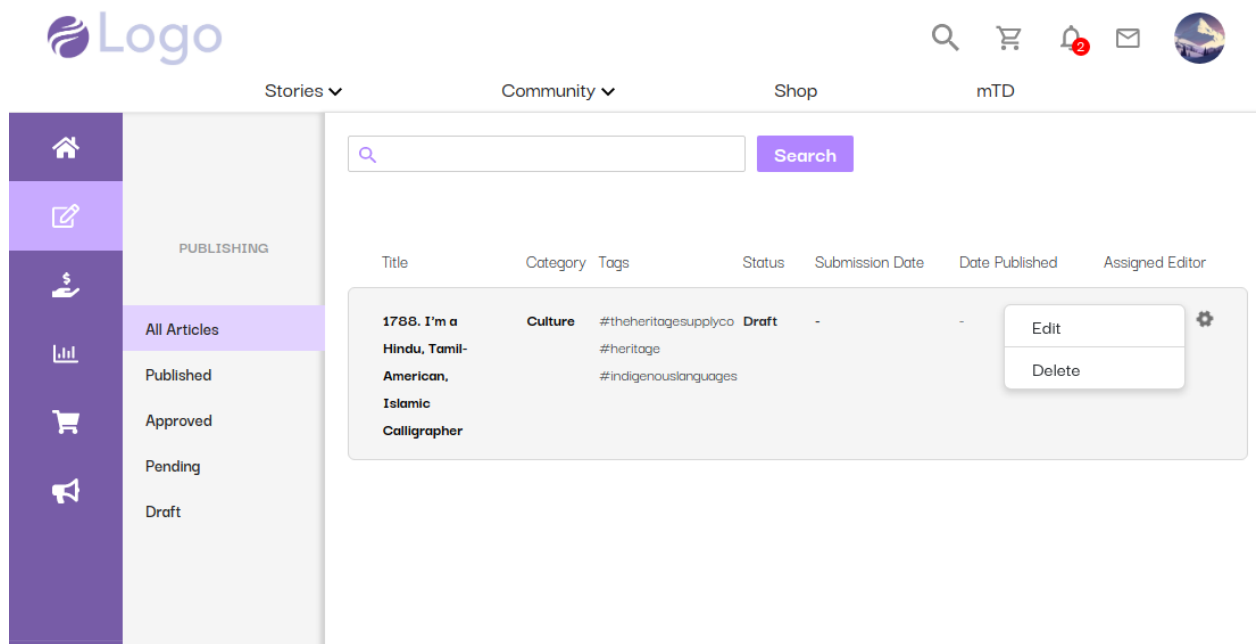 Logo
2
Stories Community Shop mTD
Search
PUBLISHING
Title Category Tags Status Submission Date Date Published Assigned Editor
All Articles
Published
Approved
Pending
Draft
1788. I'm a
Hindu, Tamil-
American,
Islamic
Calligrapher
Culture
#theheritagesupplyco
#heritage
#indigenouslanguages
Draft
-
-
Edit
Delete